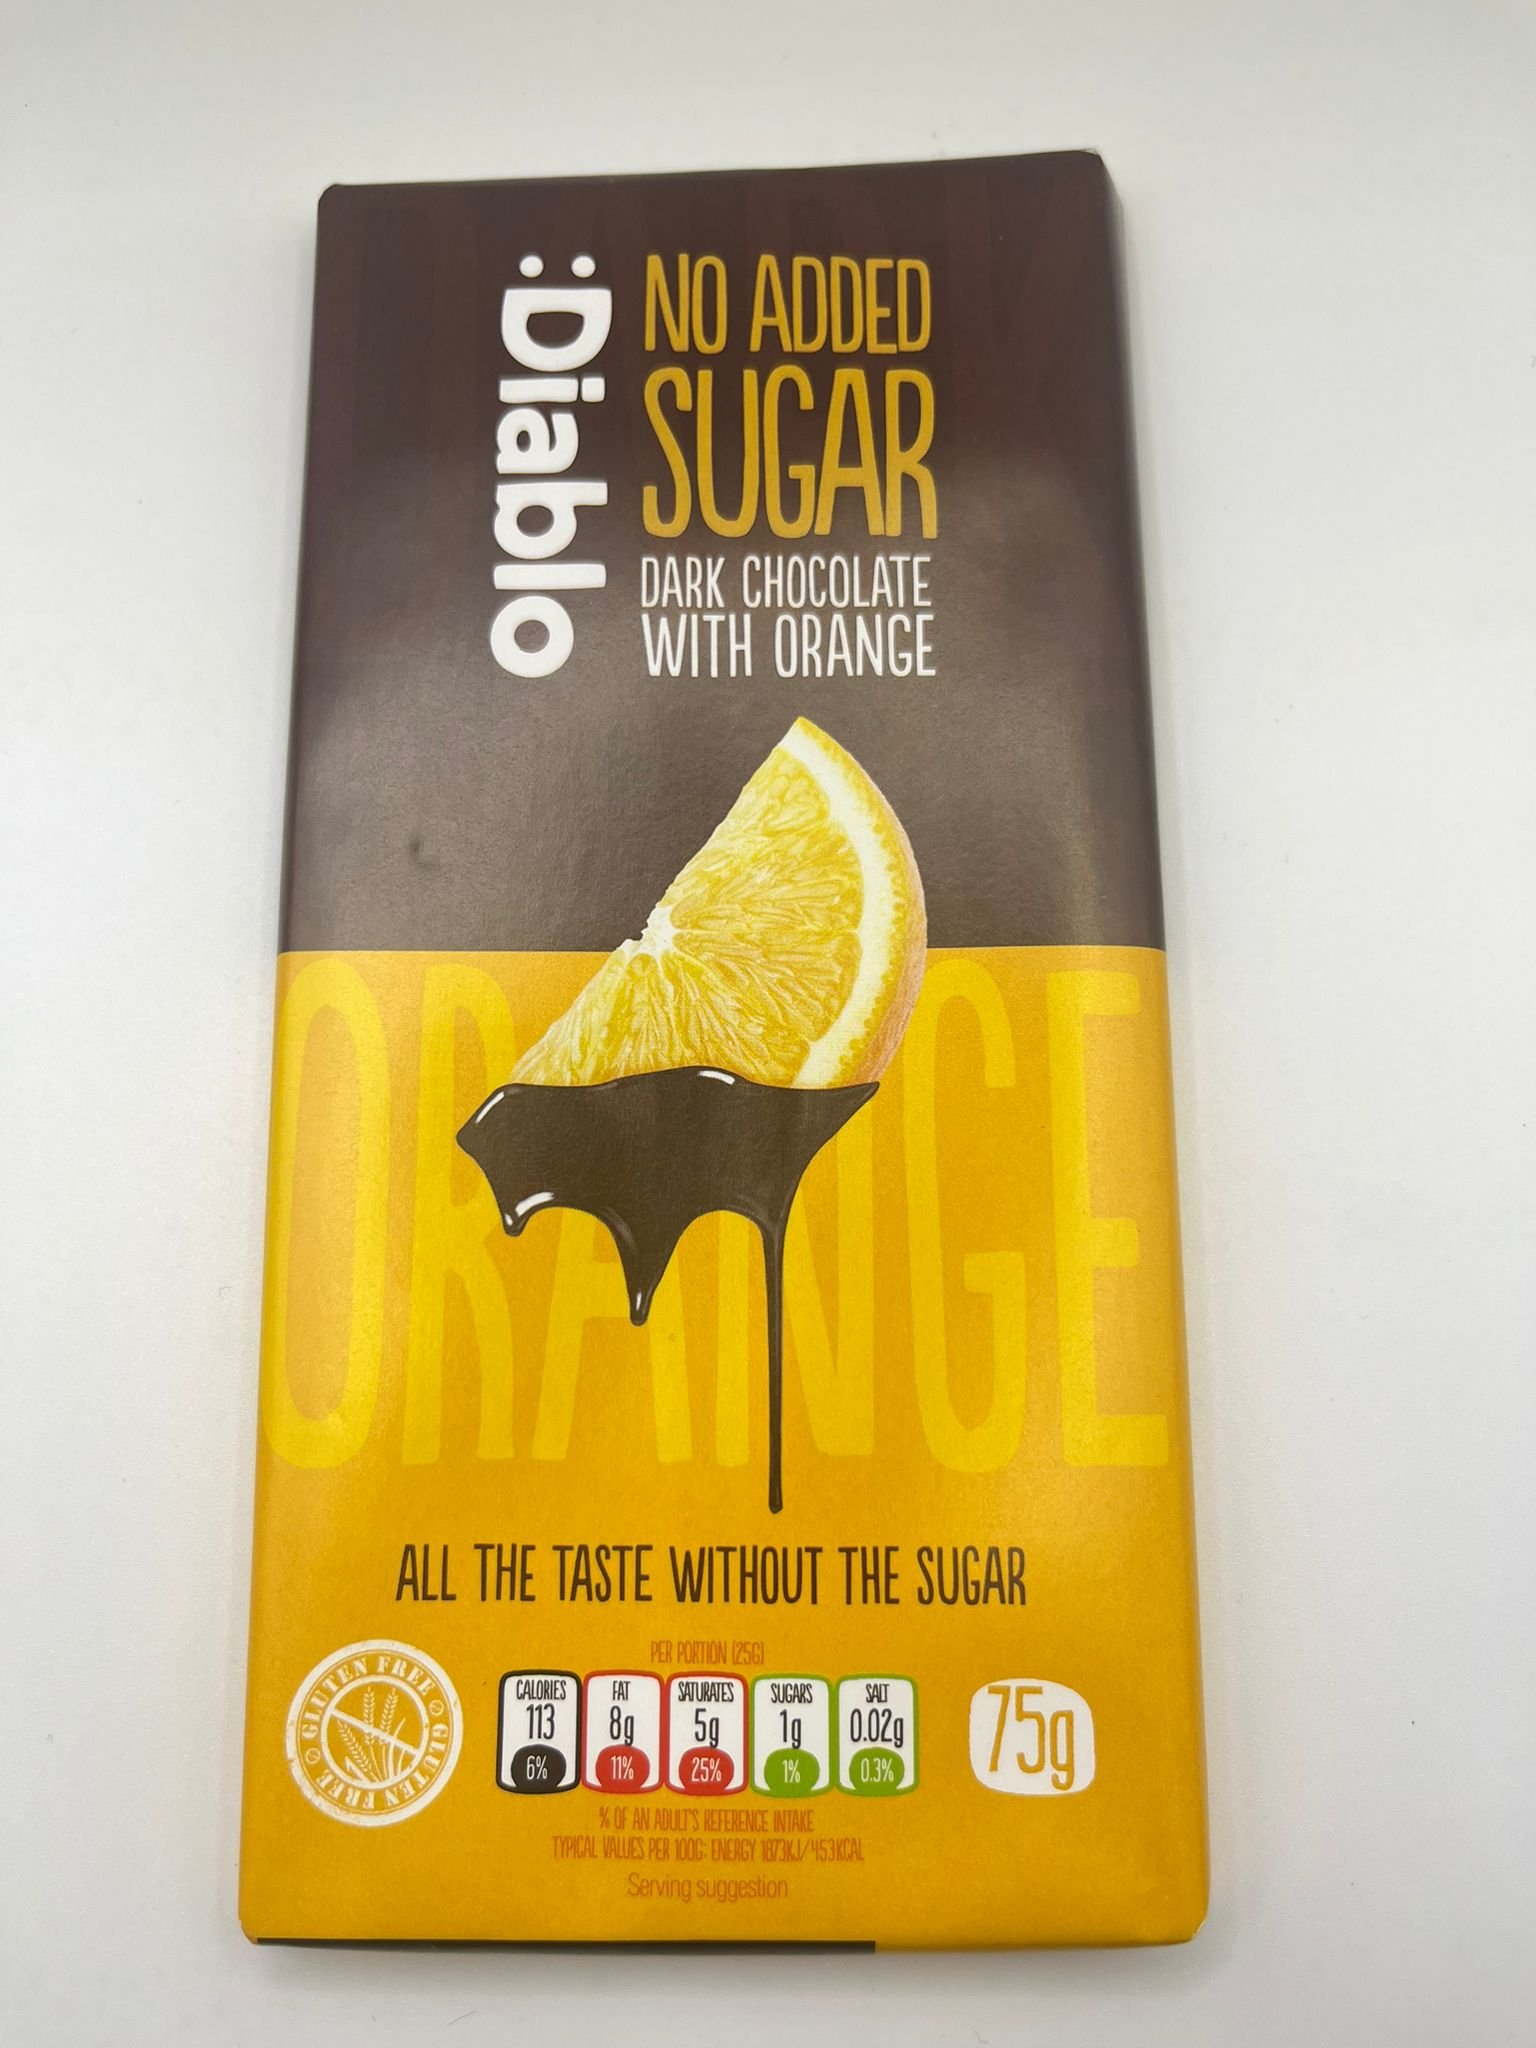 :Diablo
NO ADDED
SUGAR
DARK CHOCOLATE
WITH ORANGE
ORANGE
ALL THE TASTE WITHOUT THE SUGAR
GLUTEN FREE GLUTEN FREE
PER PORTION (25G)
CALORIES 113 6%
FAT 8g 11%
SATURATES 5g 25%
SUGARS 1g 1%
SALT 0.02g 0.3%
75g
% OF AN ADULT'S REFERENCE INTAKE
TYPICAL VALUES PER 100G: ENERGY 1873KJ/453KCAL
Serving suggestion